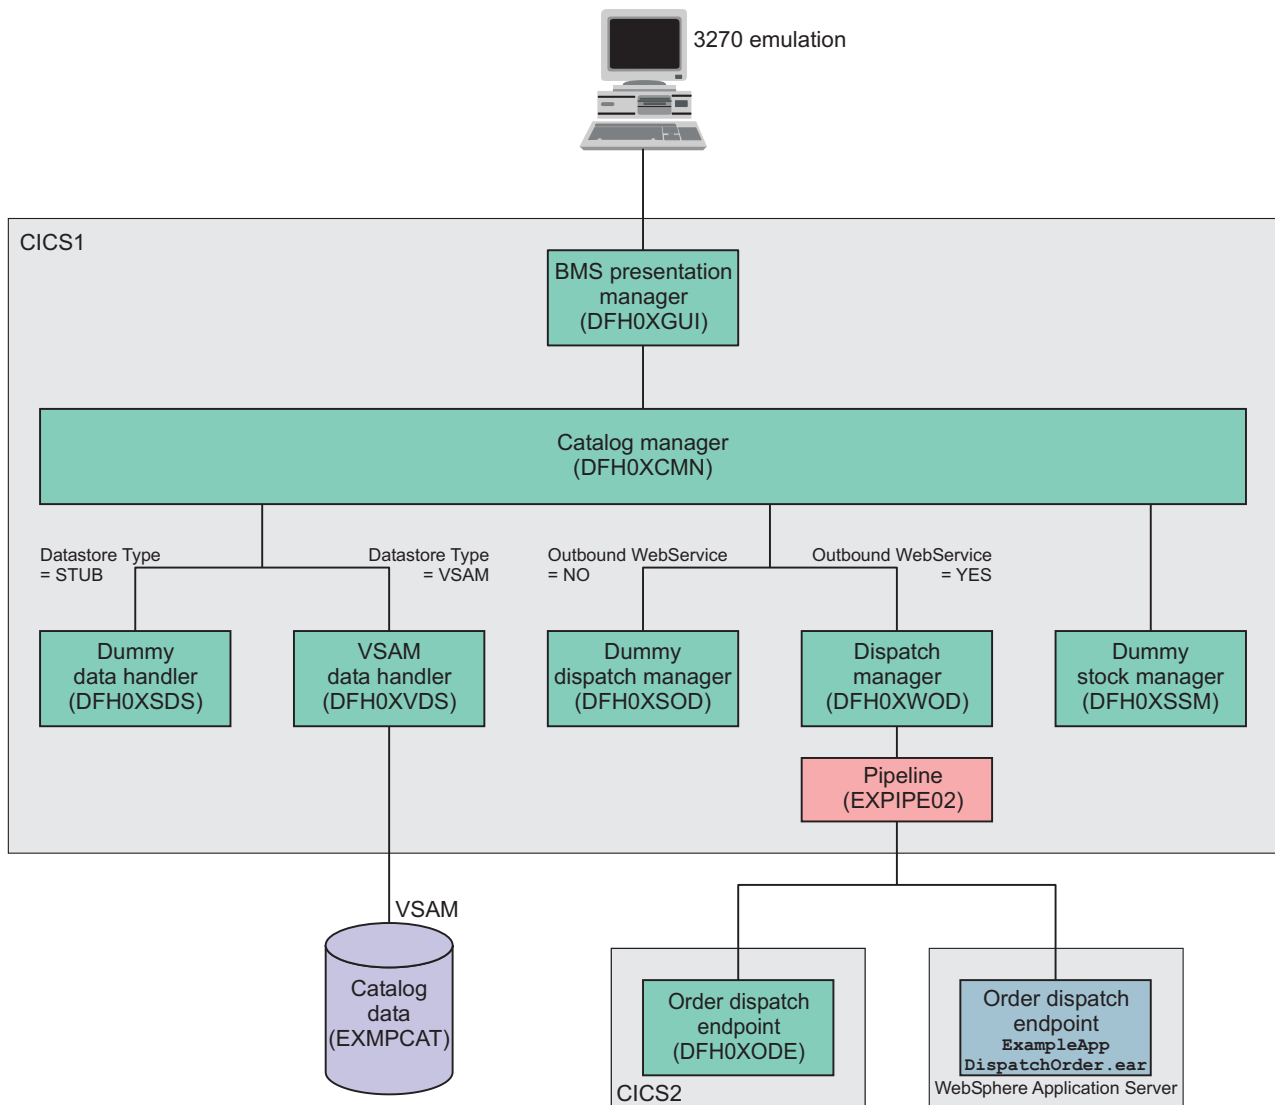 3270 emulation
CICS1
BMS presentation
manager
(DFH0XGUI)
Catalog manager
(DFH0XCMN)
Datastore Type
= STUB
Datastore Type
= VSAM
Outbound WebService
= NO
Outbound WebService
= YES
Dummy
data handler
(DFH0XSDS)
VSAM
data handler
(DFH0XVDS)
Dummy
dispatch manager
(DFH0XSOD)
Dispatch
manager
(DFH0XWOD)
Dummy
stock manager
(DFH0XSSM)
Pipeline
(EXPIPE02)
VSAM
Catalog
data
(EXMPCAT)
Order dispatch
endpoint
(DFH0XODE)
CICS2
Order dispatch
endpoint
ExampleApp
DispatchOrder.ear
WebSphere Application Server